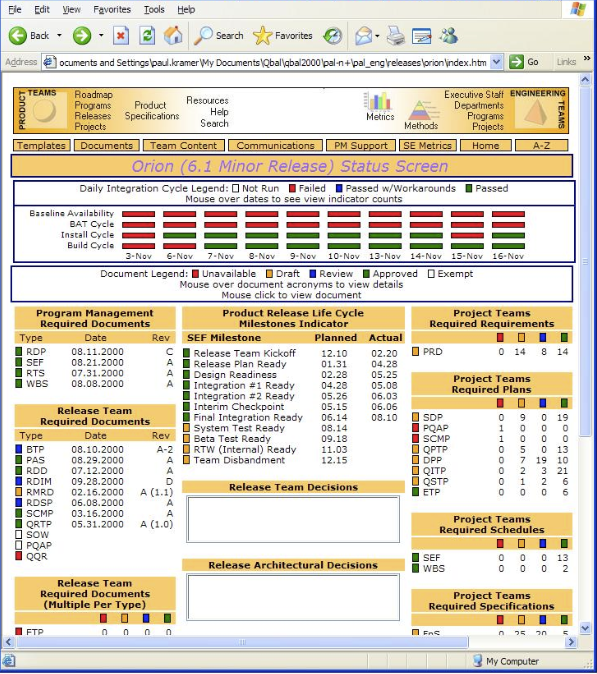 File Edit View Favorites Tools Help
Back Search Favorites
Address ocuments and Settings\paul.kramer\My Documents\Qbal\qbal2000\pal-n+\pal_eng\releases\orion\index.htm Go Links »
PRODUCT TEAMS
Roadmap
Programs
Releases
Projects
Product
Specifications
Resources
Help
Search
Metrics
Methods
Executive Staff
Departments
Programs
Projects
ENGINEERING TEAMS
Templates Documents Team Content Communications PM Support SE Metrics Home A-Z
Orion (6.1 Minor Release) Status Screen
Daily Integration Cycle Legend: Not Run Failed Passed w/Workarounds Passed
Mouse over dates to see view indicator counts
Baseline Availability
BAT Cycle
Install Cycle
Build Cycle
3-Nov 6-Nov 7-Nov 8-Nov 9-Nov 10-Nov 13-Nov 14-Nov 15-Nov 16-Nov
Document Legend: Unavailable Draft Review Approved Exempt
Mouse over document acronyms to view details
Mouse click to view document
Program Management
Required Documents
Type Date Rev
RDP 08.11.2000 C
SEF 08.21.2000 A
RTS 07.31.2000 A
WBS 08.08.2000 A
Release Team
Required Documents
Type Date Rev
BTP 08.10.2000 A-2
PAS 08.29.2000 A
RDD 07.12.2000 A
RDIM 09.28.2000 D
RMRD 02.16.2000 A (1.1)
RDSP 06.08.2000 A
SCMP 03.16.2000 A
QRTP 05.31.2000 A (1.0)
SOW
PQAP
QQR
Release Team
Required Documents
(Multiple Per Type)
FTP 0 0 0 0
Product Release Life Cycle
Milestones Indicator
SEF Milestone Planned Actual
Release Team Kickoff 12.10 02.20
Release Plan Ready 01.31 04.28
Design Readiness 02.28 05.25
Integration #1 Ready 04.28 05.08
Integration #2 Ready 05.26 06.03
Interim Checkpoint 05.15 06.06
Final Integration Ready 06.14 08.10
System Test Ready 08.14
Beta Test Ready 09.18
RTW (Internal) Ready 11.03
Team Disbandment 12.15
Release Team Decisions
Release Architectural Decisions
Project Teams
Required Requirements
PRD 0 14 8 14
Project Teams
Required Plans
SDP 0 9 0 19
PQAP 1 0 0 0
SCMP 1 0 0 0
QPTP 0 5 0 13
DPP 0 7 19 10
QITP 0 2 3 21
QSTP 0 1 2 6
ETP 0 0 0 6
Project Teams
Required Schedules
SEF 0 0 0 13
WBS 0 0 0 2
Project Teams
Required Specifications
FnS 0 25 20 5
My Computer